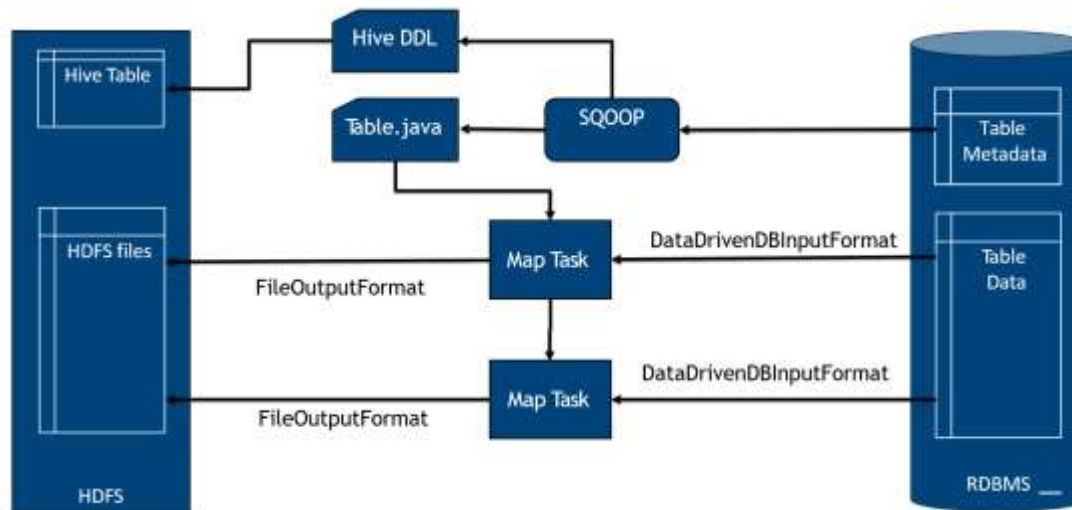 Hive DDL
Hive Table
SQOOP
Table.java
Table
Metadata
HDFS files
Map Task
DataDrivenDBInputFormat
Table
Data
FileOutputFormat
Map Task
DataDrivenDBInputFormat
FileOutputFormat
HDFS
RDBMS __